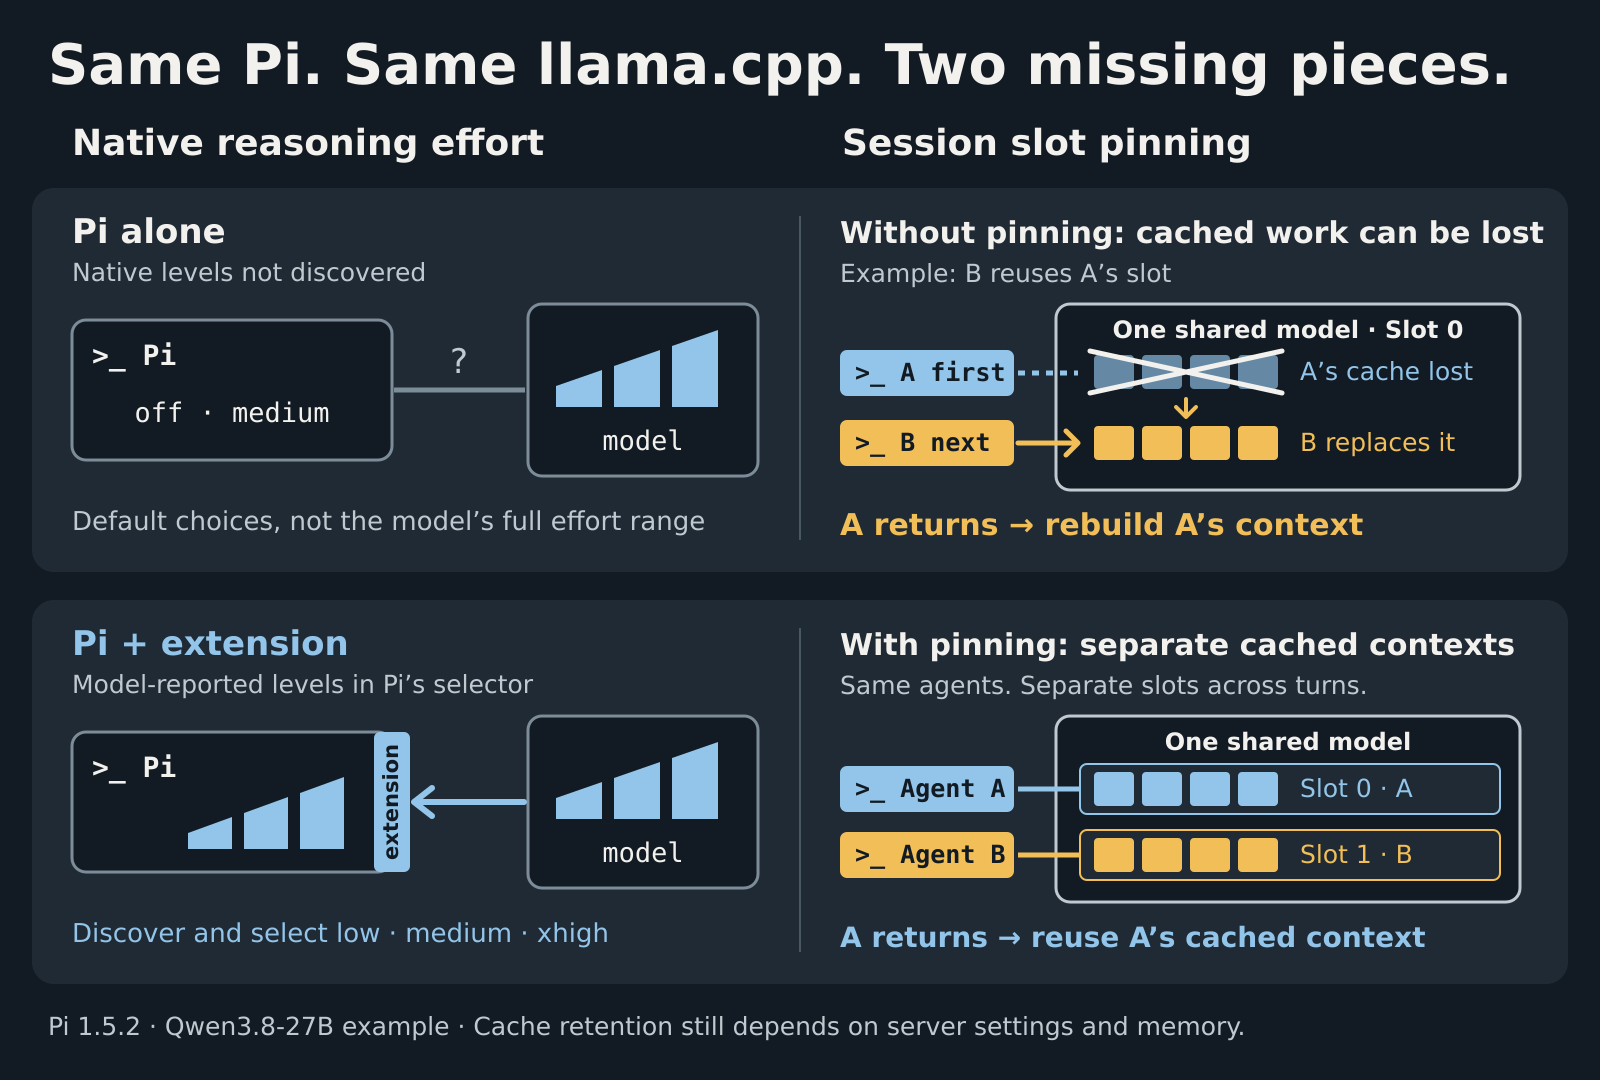 Same Pi. Same llama.cpp. Two missing pieces.
Native reasoning effort
Session slot pinning
Pi alone
Native levels not discovered
>_ Pi
off · medium
?
model
Default choices, not the model’s full effort range
Without pinning: cached work can be lost
Example: B reuses A’s slot
One shared model · Slot 0
>_ A first
A’s cache lost
>_ B next
B replaces it
A returns → rebuild A’s context
Pi + extension
Model-reported levels in Pi’s selector
>_ Pi
extension
model
Discover and select low · medium · xhigh
With pinning: separate cached contexts
Same agents. Separate slots across turns.
One shared model
>_ Agent A
Slot 0 · A
>_ Agent B
Slot 1 · B
A returns → reuse A’s cached context
Pi 1.5.2 · Qwen3.8-27B example · Cache retention still depends on server settings and memory.